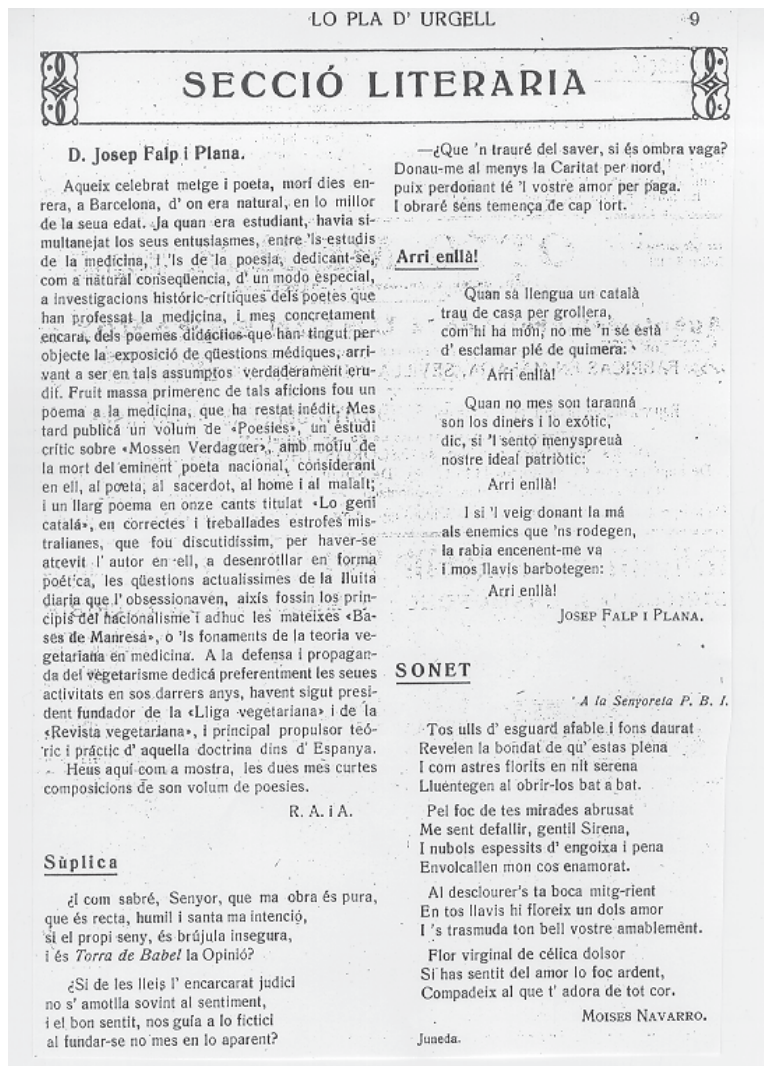 LO PLA D' URGELL
9
SECCIÓ LITERARIA
D. Josep Falp i Plana.
Aqueix celebrat metge i poeta, morí dies en-
rera, a Barcelona, d' on era natural, en lo millor
de la seua edat. Ja quan era estudiant, havia si-
multanejat los seus entusiasmes, entre 'ls estudis
de la medicina, i 'ls de la poesia, dedicant-se,
com a natural conseqüencia, d' un modo especial,
a investigacions históric-crítiques dels poetes que
han professat la medicina, i mes concretament
encara, dels poemes didáctics que han tingut per
objecte la exposició de qüestions médiques, arri-
vant a ser en tals assumptos verdaderament eru-
dit. Fruit massa primerenc de tals aficions fou un
poema a la medicina, que ha restat inédit. Mes
tard publicá un volum de «Poesies», un estudi
crític sobre «Mossen Verdaguer», amb motiu de
la mort del eminent poeta nacional, considerant
en ell, al poeta, al sacerdot, al home i al malalt;
i un llarg poema en onze cants titulat «Lo geni
catalá», en correctes i treballades estrofes mis-
tralianes, que fou discutidíssim, per haver-se
atrevit l' autor en ell, a desenrotllar en forma
poética, les qüestions actualissimes de la lluita
diaria que l' obsessionaven, aixís fossin los prin-
cipis del nacionalisme i adhuc les mateixes «Ba-
ses de Manresa», o 'ls fonaments de la teoria ve-
getariana en medicina. A la defensa i propagan-
da del vegetarisme dedicá preferentment les seues
activitats en sos darrers anys, havent sigut presi-
dent fundador de la «Lliga vegetariana» i de la
«Revista vegetariana», i principal propulsor teó-
ric i práctic d' aquella doctrina dins d' Espanya.
Heus aquí com a mostra, les dues mes curtes
composicions de son volum de poesies.
R. A. i A.
Sùplica
¿I com sabré, Senyor, que ma obra és pura,
que és recta, humil i santa ma intenció,
si el propi seny, és brújula insegura,
i és Torra de Babel la Opinió?
¿Si de les lleis l' encarcarat judici
no s' amotlla sovint al sentiment,
i el bon sentit, nos guía a lo fictici
al fundar-se no mes en lo aparent?
—¿Que 'n trauré del saver, si és ombra vaga?
Donau-me al menys la Caritat per nord,
puix perdonant té 'l vostre amor per paga.
I obraré sens temença de cap tort.
Arri enllà!
Quan sa llengua un català
trau de casa per grollera,
com hi ha món, no me 'n sé està
d' esclamar plé de quimera:
Arri enllà!
Quan no mes son taranná
son los diners i lo exótic,
dic, si 'l sento menyspreuà
nostre ideal patriòtic:
Arri enllà!
I si 'l veig donant la má
als enemics que 'ns rodegen,
la rabia encenent-me va
i mos llavis barbotegen:
Arri enllà!
JOSEP FALP I PLANA.
SONET
A la Senyoreta P. B. I.
Tos ulls d' esguard afable i fons daurat
Revelen la bondat de qu' estas plena
I com astres florits en nit serena
Lluentegen al obrir-los bat a bat.
Pel foc de tes mirades abrusat
Me sent defallir, gentil Sirena,
I nubols espessits d' engoixa i pena
Envolcallen mon cos enamorat.
Al desclourer's ta boca mitg-rient
En tos llavis hi floreix un dols amor
I 's trasmuda ton bell vostre amablemènt.
Flor virginal de célica dolsor
Si has sentit del amor lo foc ardent,
Compadeix al que t' adora de tot cor.
MOISES NAVARRO.
Juneda.